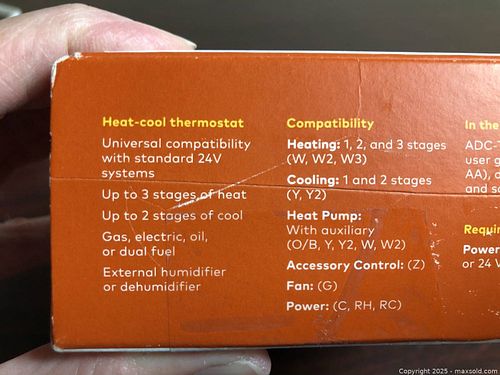 Heat-cool thermostat
Universal compatibility
with standard 24V
systems
Up to 3 stages of heat
Up to 2 stages of cool
Gas, electric, oil,
or dual fuel
External humidifier
or dehumidifier
Compatibility
Heating: 1, 2, and 3 stages
(W, W2, W3)
Cooling: 1 and 2 stages
(Y, Y2)
Heat Pump:
With auxiliary
(O/B, Y, Y2, W, W2)
Accessory Control: (Z)
Fan: (G)
Power: (C, RH, RC)
In the
user
AA),
and
Power
or 24 V
Copyright 2025 - maxsold.com